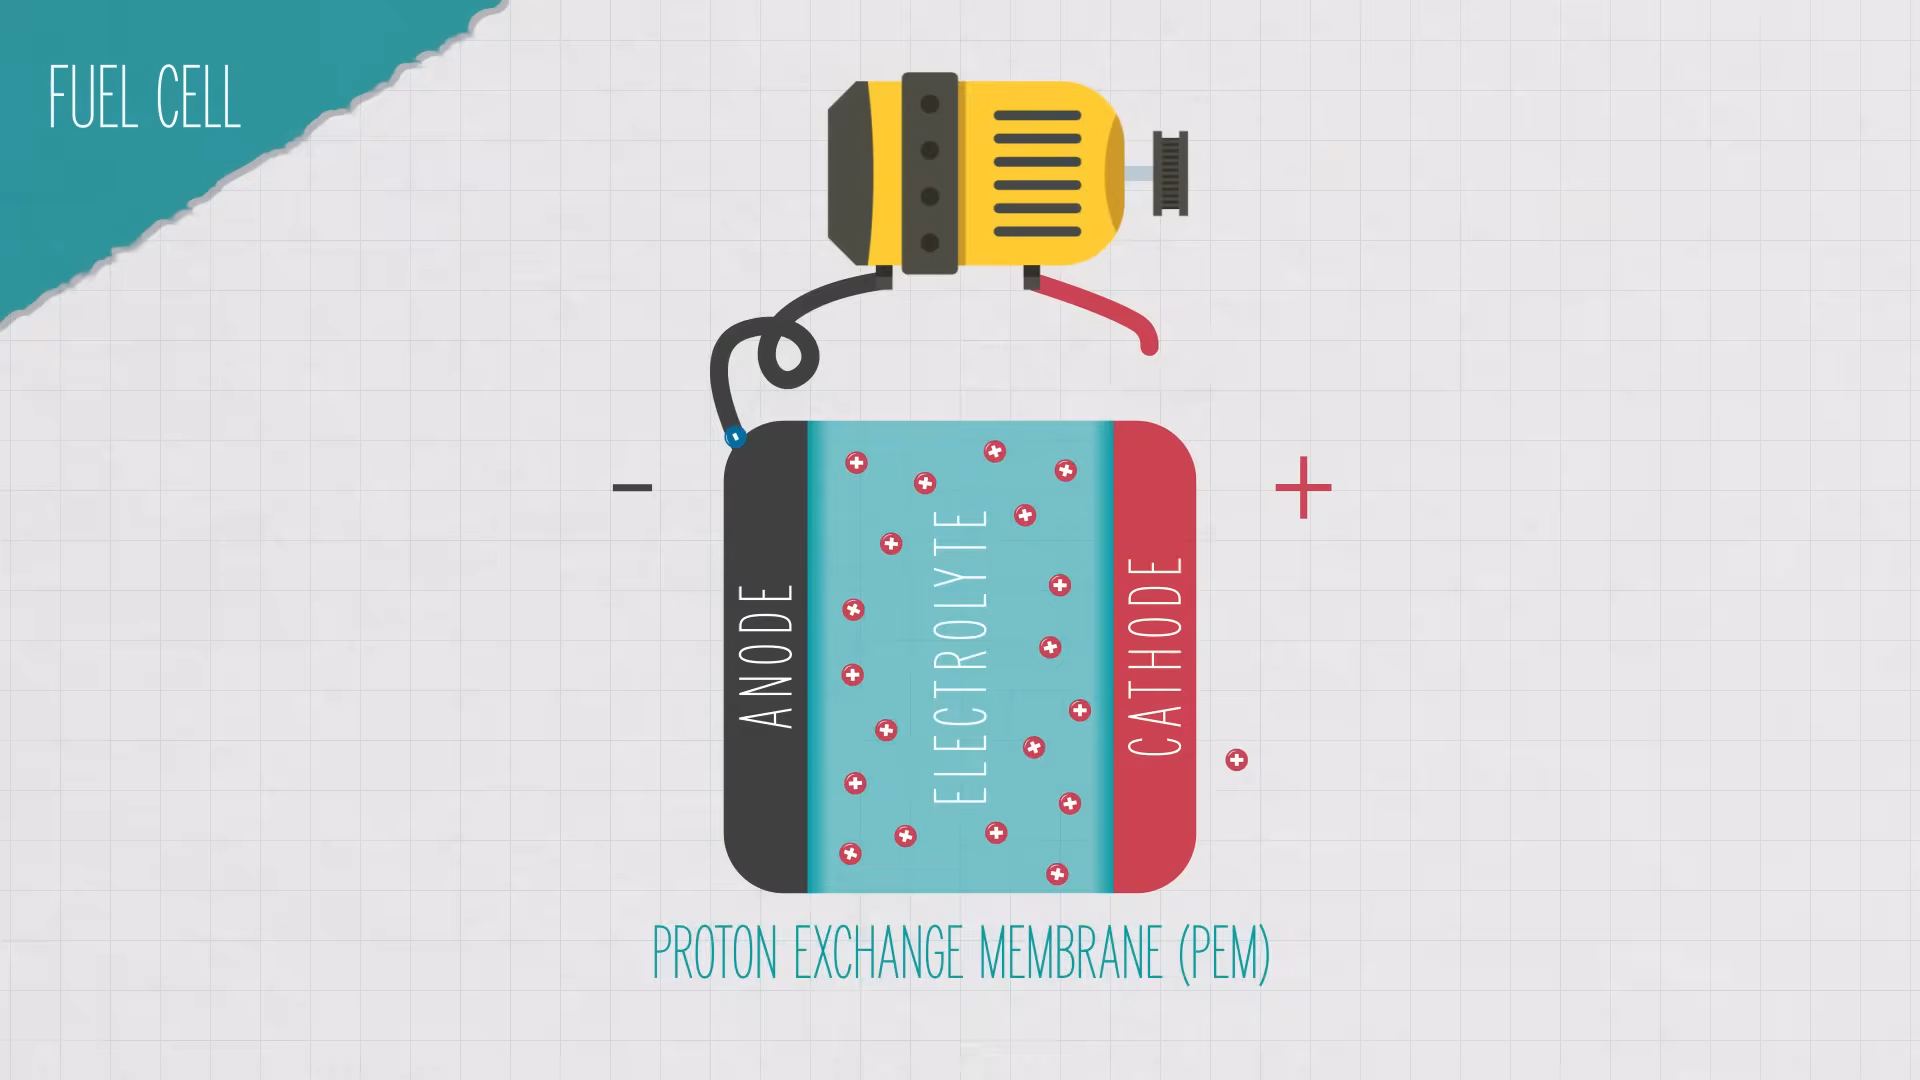 FUEL CELL
−
+
ANODE
ELECTROLYTE
CATHODE
PROTON EXCHANGE MEMBRANE (PEM)